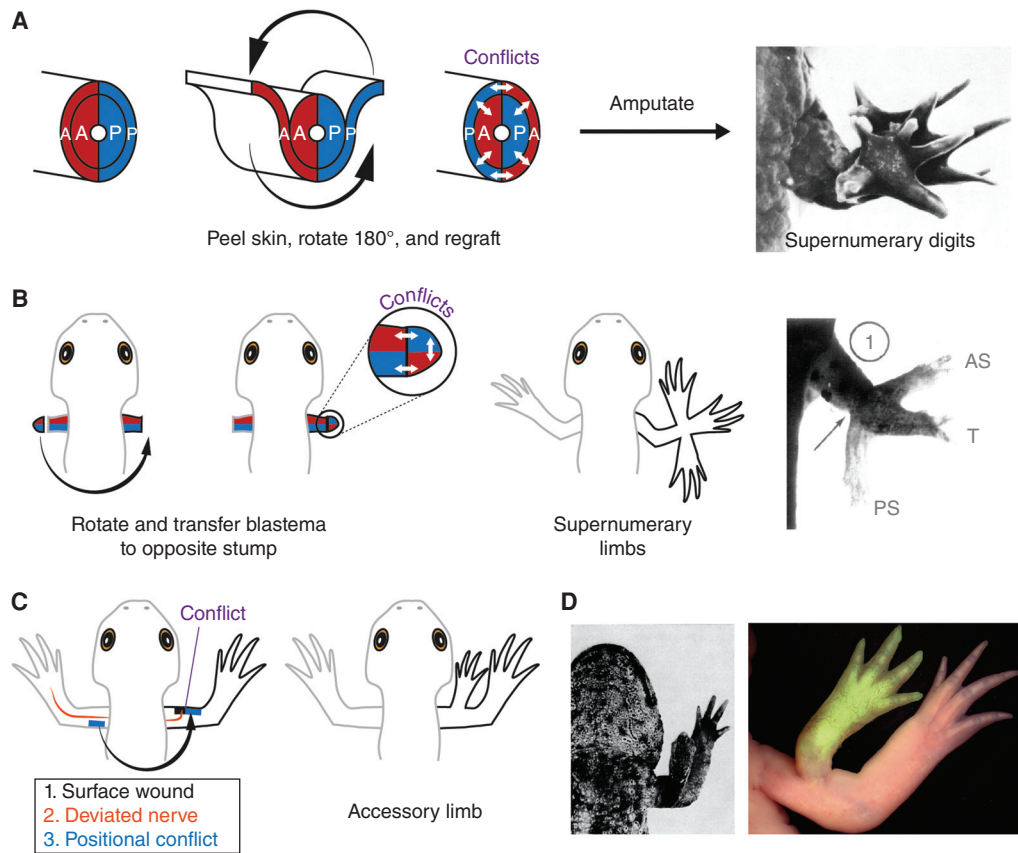 A
A A P P
A A P P
Conflicts
P A P A
Amputate
Peel skin, rotate 180°, and regraft
Supernumerary digits
B
Conflicts
1
AS
T
PS
Rotate and transfer blastema
to opposite stump
Supernumerary
limbs
C
Conflict
1. Surface wound
2. Deviated nerve
3. Positional conflict
Accessory limb
D